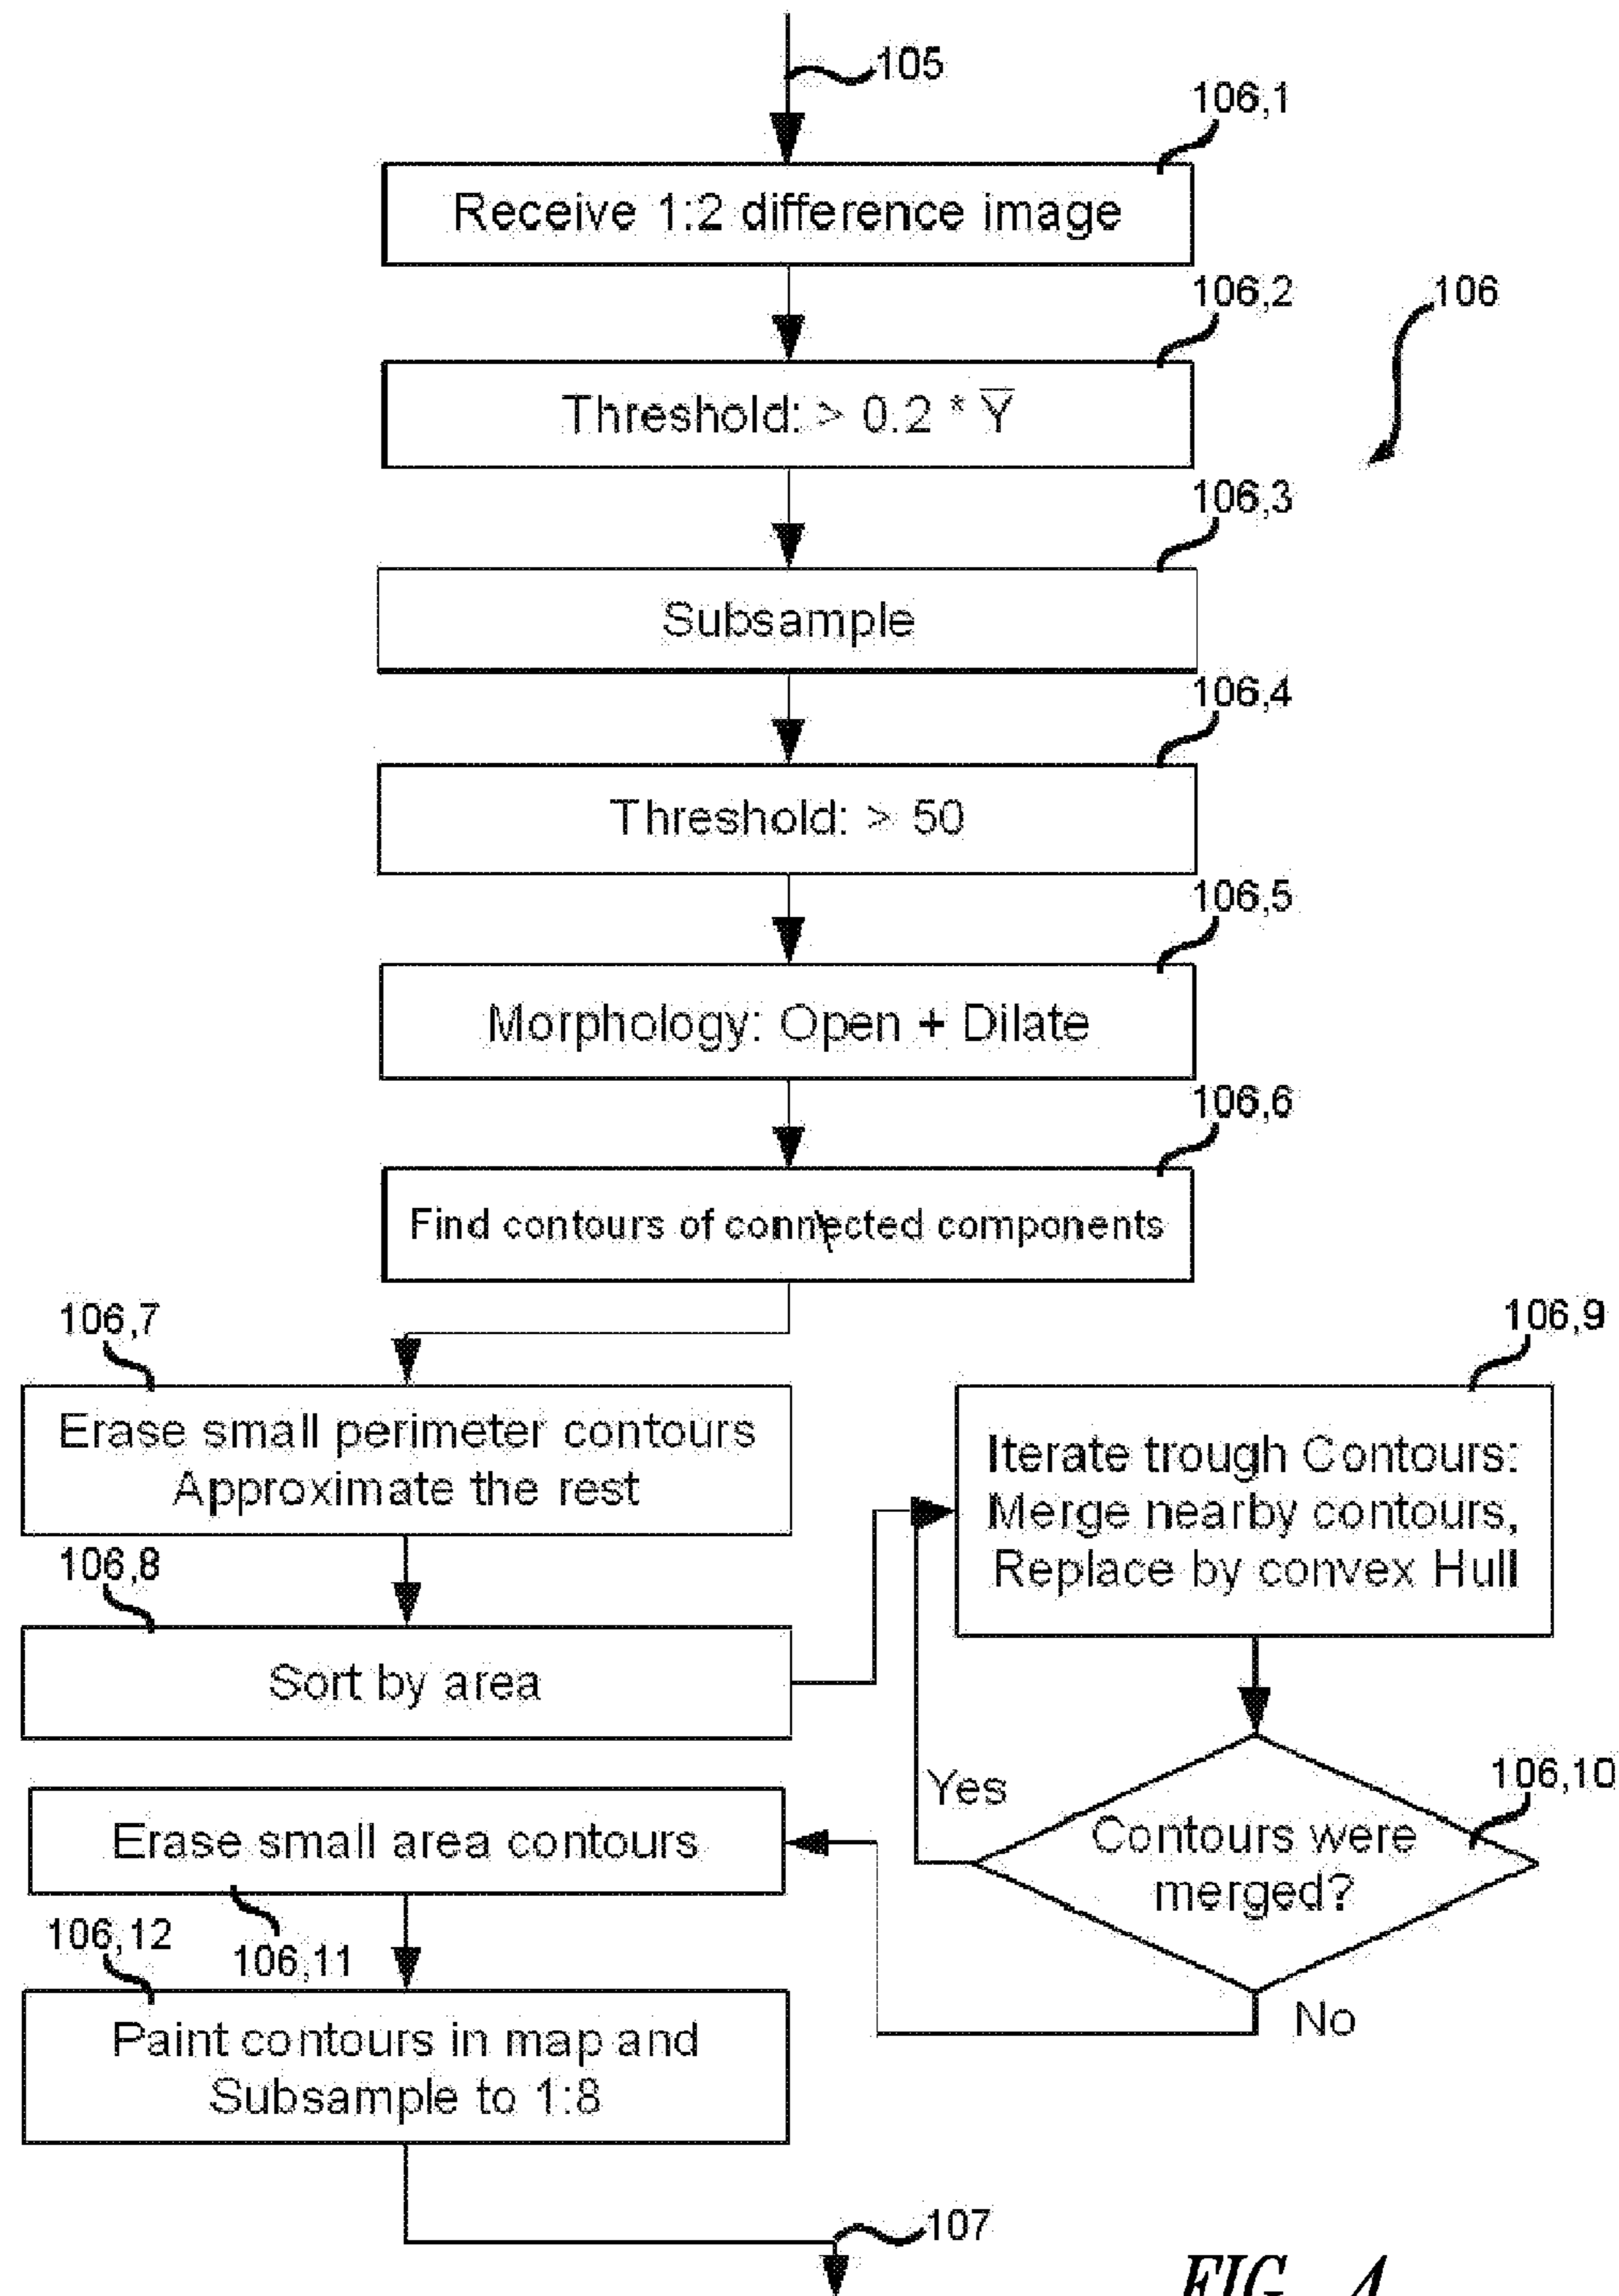 105
106,1
Receive 1:2 difference image
106,2
106
Threshold: > 0.2 * Y̅
106,3
Subsample
106,4
Threshold: > 50
106,5
Morphology: Open + Dilate
106,6
Find contours of connected components
106,7
Erase small perimeter contours
Approximate the rest
106,8
Sort by area
106,9
Iterate trough Contours:
Merge nearby contours,
Replace by convex Hull
Yes
106,10
Contours were
merged?
No
Erase small area contours
106,11
106,12
Paint contours in map and
Subsample to 1:8
107
FIG. 4